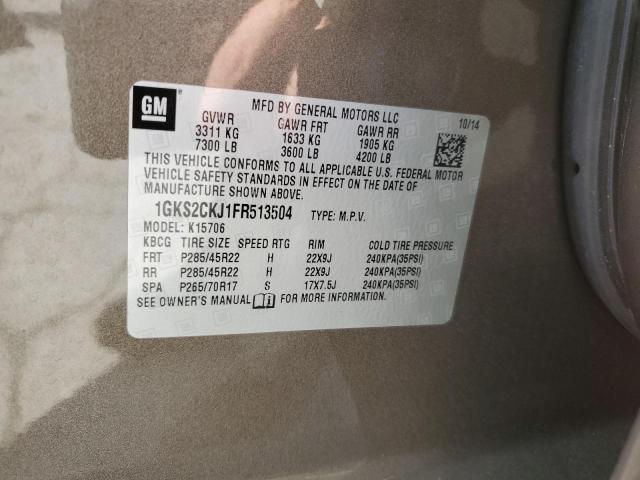 GM
MFD BY GENERAL MOTORS LLC
10/14
GVWR GAWR FRT GAWR RR
3311 KG 1633 KG 1905 KG
7300 LB 3600 LB 4200 LB
THIS VEHICLE CONFORMS TO ALL APPLICABLE U.S. FEDERAL MOTOR
VEHICLE SAFETY STANDARDS IN EFFECT ON THE DATE OF
MANUFACTURE SHOWN ABOVE.
1GKS2CKJ1FR513504 TYPE: M.P.V.
MODEL: K15706
KBCG TIRE SIZE SPEED RTG RIM COLD TIRE PRESSURE
FRT P285/45R22 H 22X9J 240KPA(35PSI)
RR P285/45R22 H 22X9J 240KPA(35PSI)
SPA P265/70R17 S 17X7.5J 240KPA(35PSI)
SEE OWNER'S MANUAL FOR MORE INFORMATION.